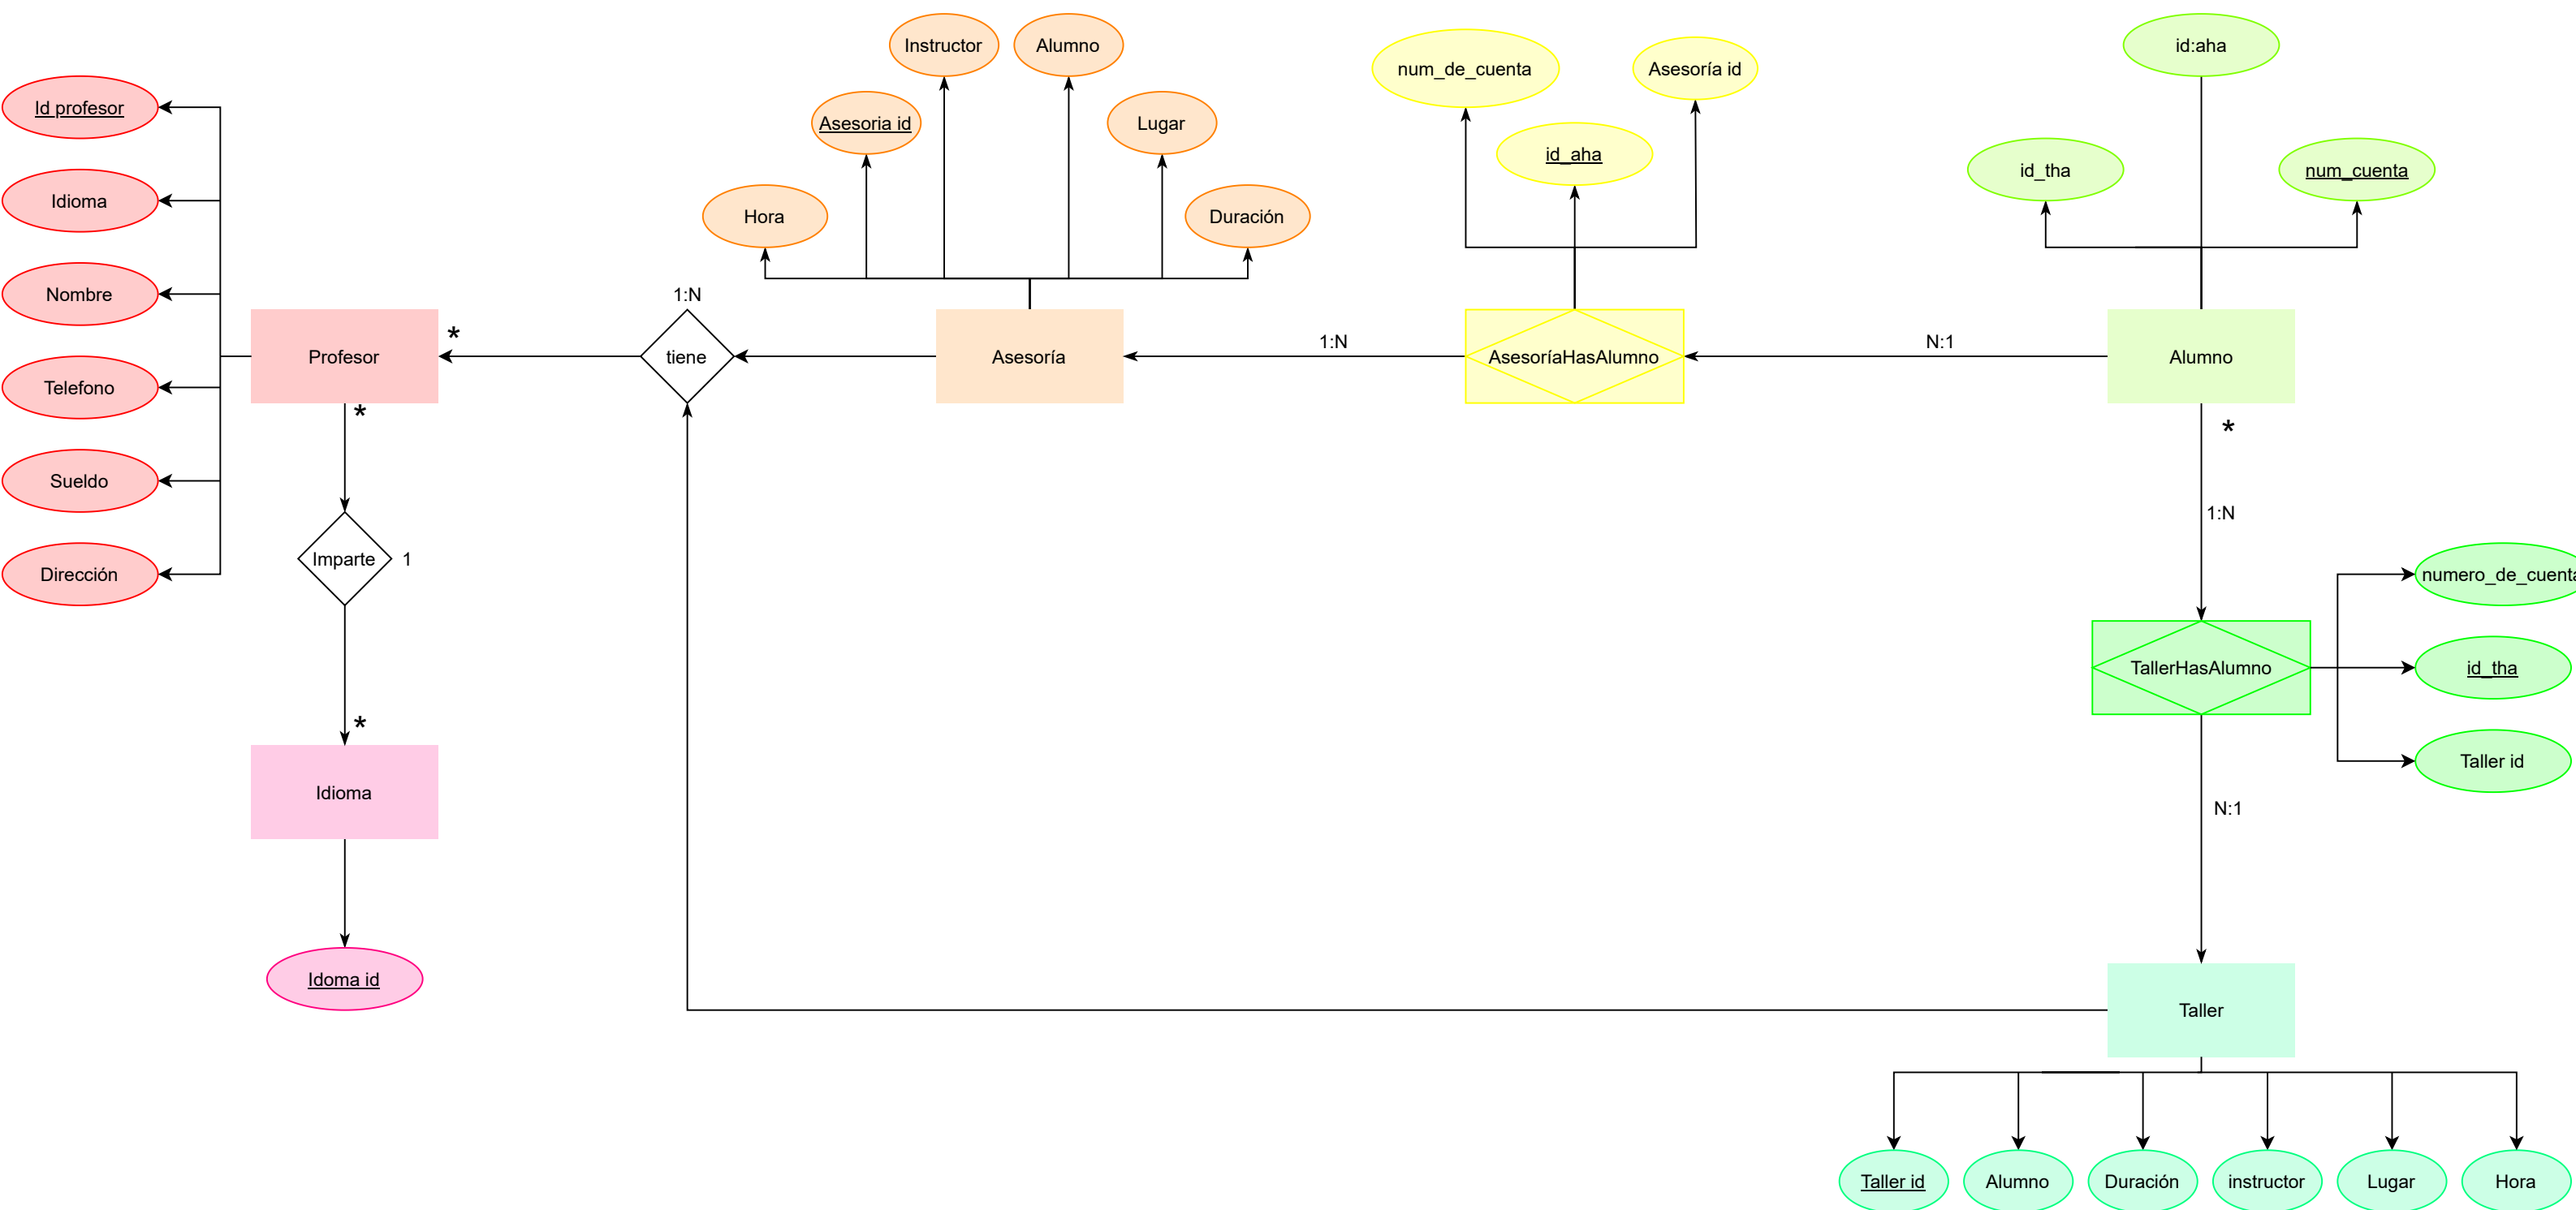 Instructor
Alumno
num_de_cuenta
Asesoría id
id:aha
Id profesor
Asesoria id
Lugar
id_aha
id_tha
num_cuenta
Idioma
Hora
Duración
Nombre
1:N
*
Profesor
tiene
Asesoría
1:N
AsesoríaHasAlumno
N:1
Alumno
Telefono
*
*
Sueldo
1:N
Imparte
1
Dirección
numero_de_cuenta
TallerHasAlumno
id_tha
*
Taller id
Idioma
N:1
Idoma id
Taller
Taller id
Alumno
Duración
instructor
Lugar
Hora